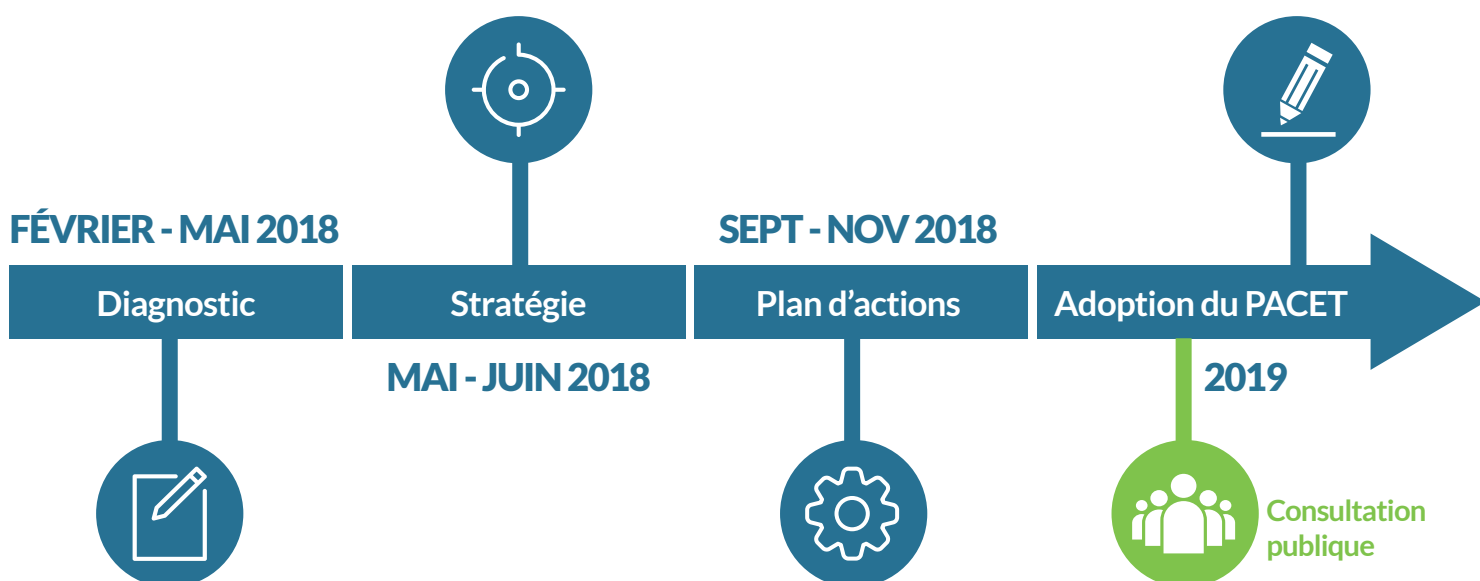 FÉVRIER - MAI 2018
Diagnostic
Stratégie
MAI - JUIN 2018
SEPT - NOV 2018
Plan d’actions
Adoption du PACET
2019
Consultation
publique